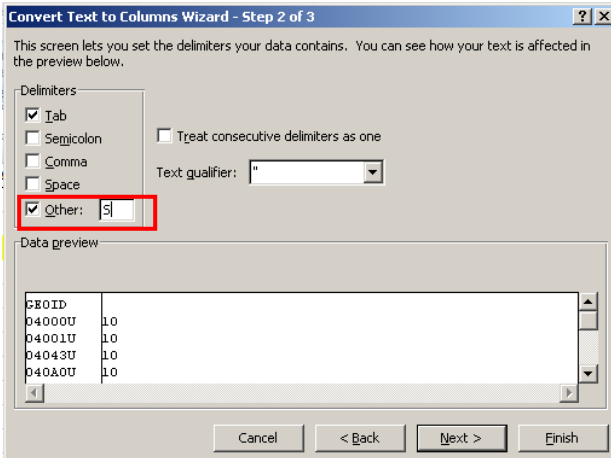 Convert Text to Columns Wizard - Step 2 of 3
This screen lets you set the delimiters your data contains. You can see how your text is affected in
the preview below.
Delimiters
Tab
Semicolon
Treat consecutive delimiters as one
Comma
Text qualifier: "
Space
Other: S
Data preview
GEOID
04000U 10
04001U 10
04043U 10
040A0U 10
Cancel < Back Next > Finish